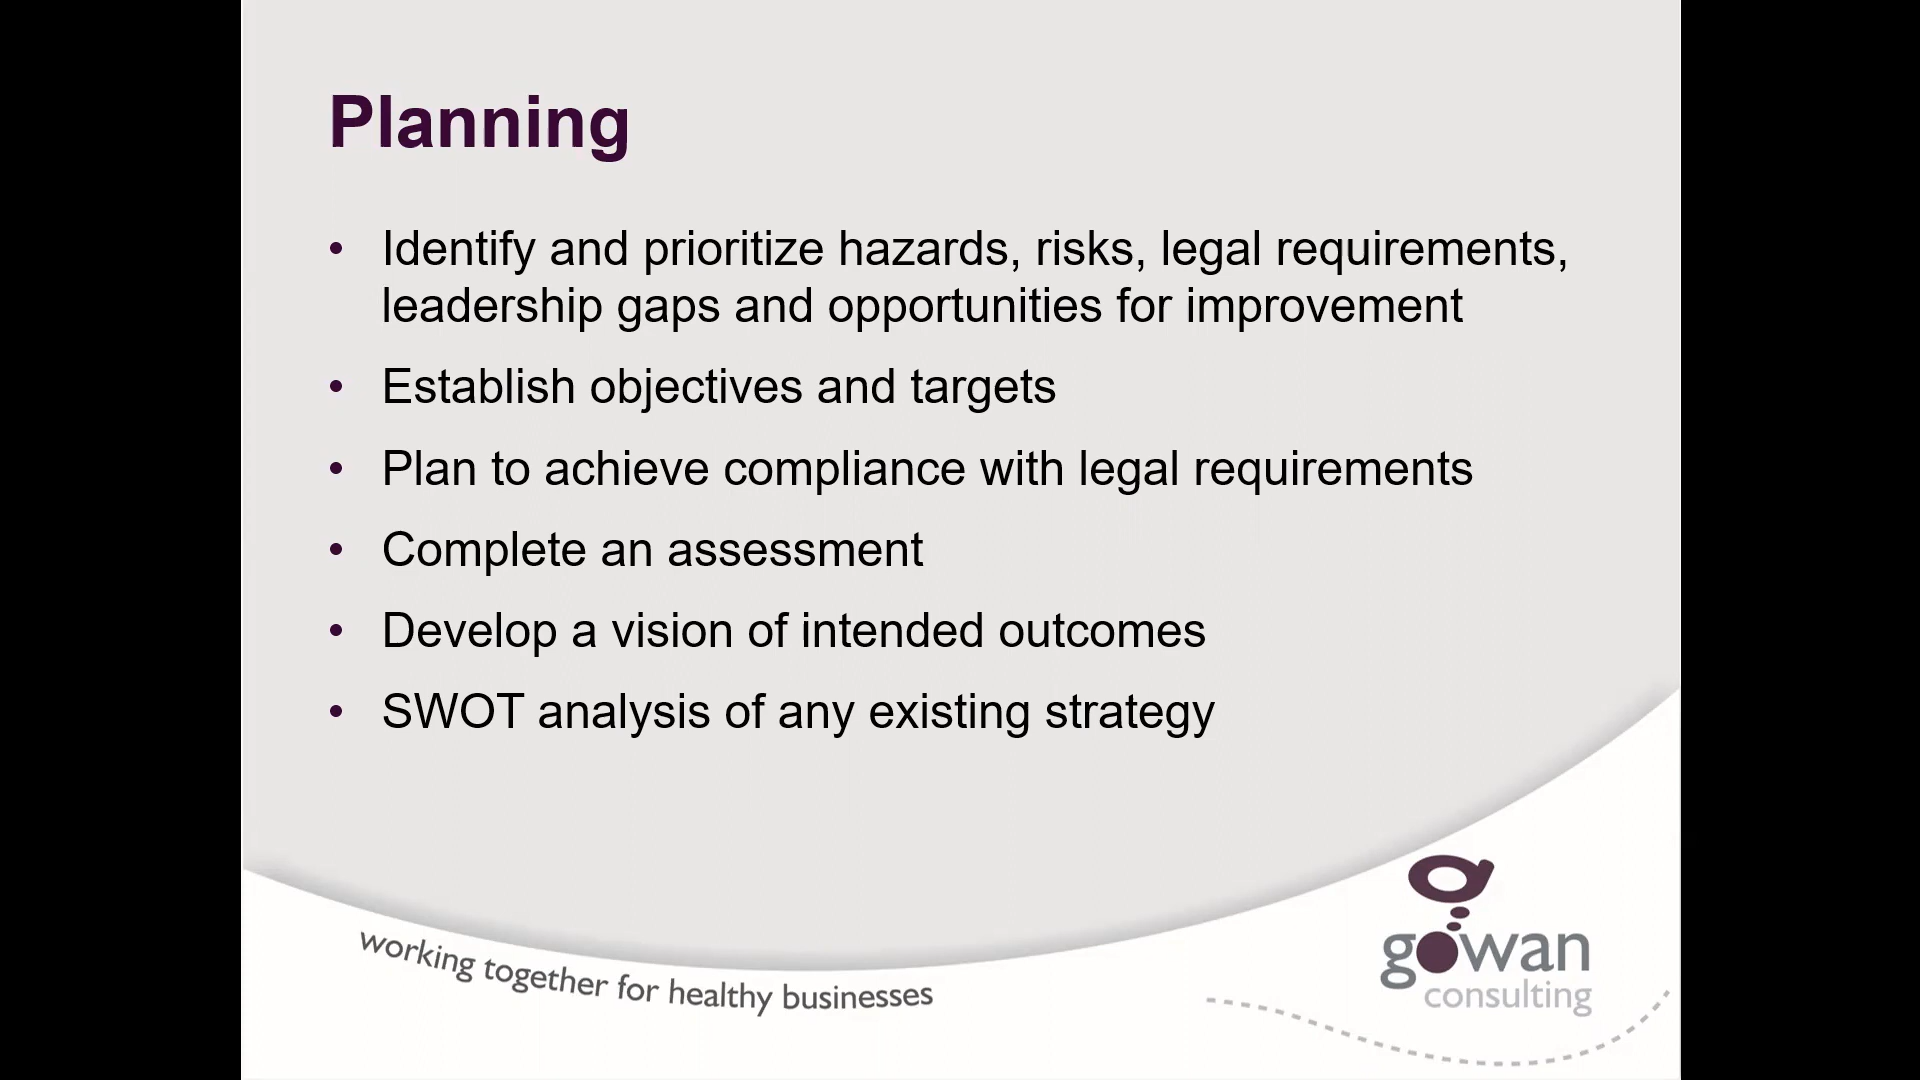 Planning
• Identify and prioritize hazards, risks, legal requirements,
leadership gaps and opportunities for improvement
• Establish objectives and targets
• Plan to achieve compliance with legal requirements
• Complete an assessment
• Develop a vision of intended outcomes
• SWOT analysis of any existing strategy
working together for healthy businesses
gowan
consulting